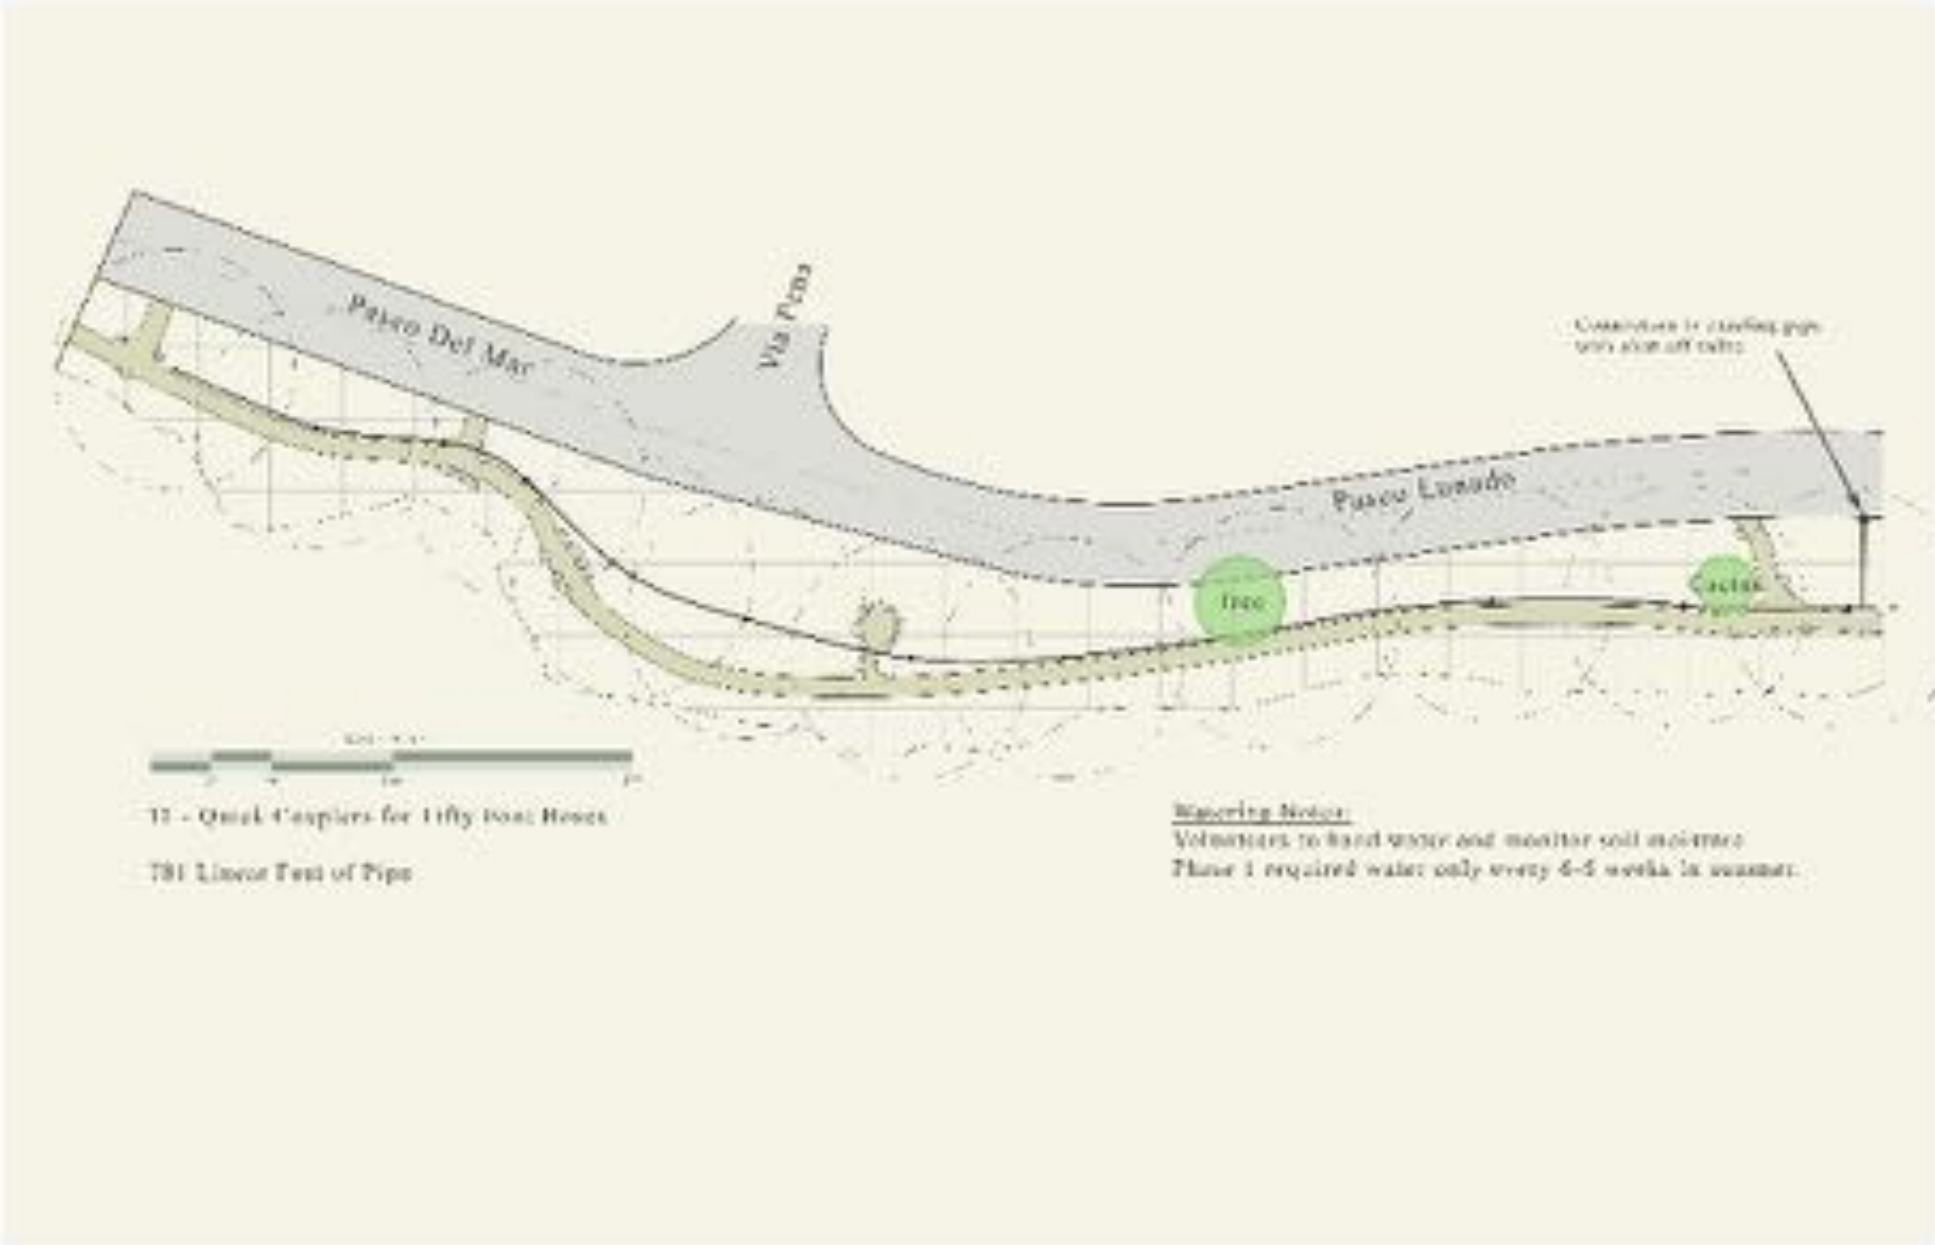 Via Pena
Paseo Del Mar
Paseo Lunado
Connection to existing pipe
with shut off valve
Tree
Cactus
11 - Quick Couplers for Fifty Foot Hoses
781 Linear Feet of Pipe
Watering Notes:
Volunteers to hand water and monitor soil moisture
Phase 1 required water only every 6-8 weeks in summer.